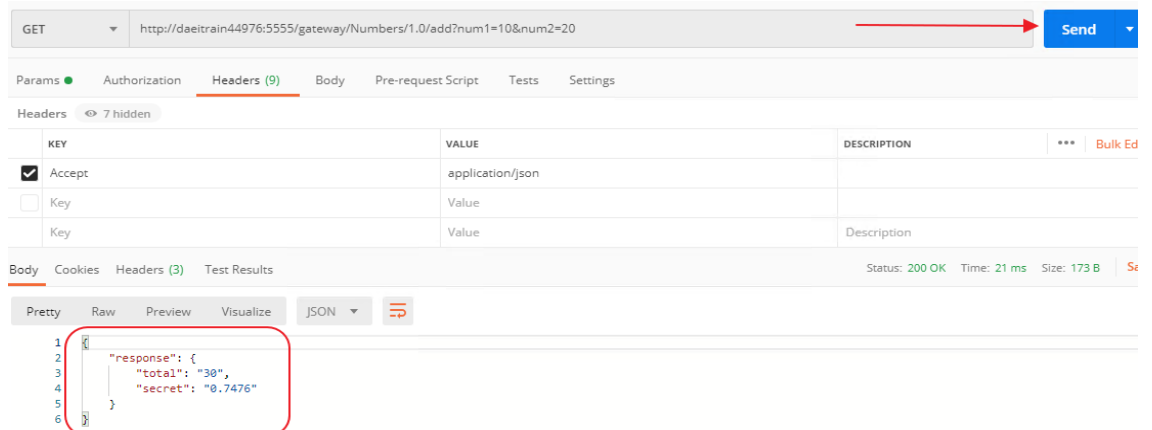 GET http://daeitrain44976:5555/gateway/Numbers/1.0/add?num1=10&num2=20 Send
Params Authorization Headers (9) Body Pre-request Script Tests Settings
Headers 7 hidden
KEY VALUE DESCRIPTION ••• Bulk Ed
Accept application/json
Key Value
Key Value Description
Body Cookies Headers (3) Test Results Status: 200 OK Time: 21 ms Size: 173 B Sa
Pretty Raw Preview Visualize JSON
1 {
2 "response": {
3 "total": "30",
4 "secret": "0.7476"
5 }
6 }